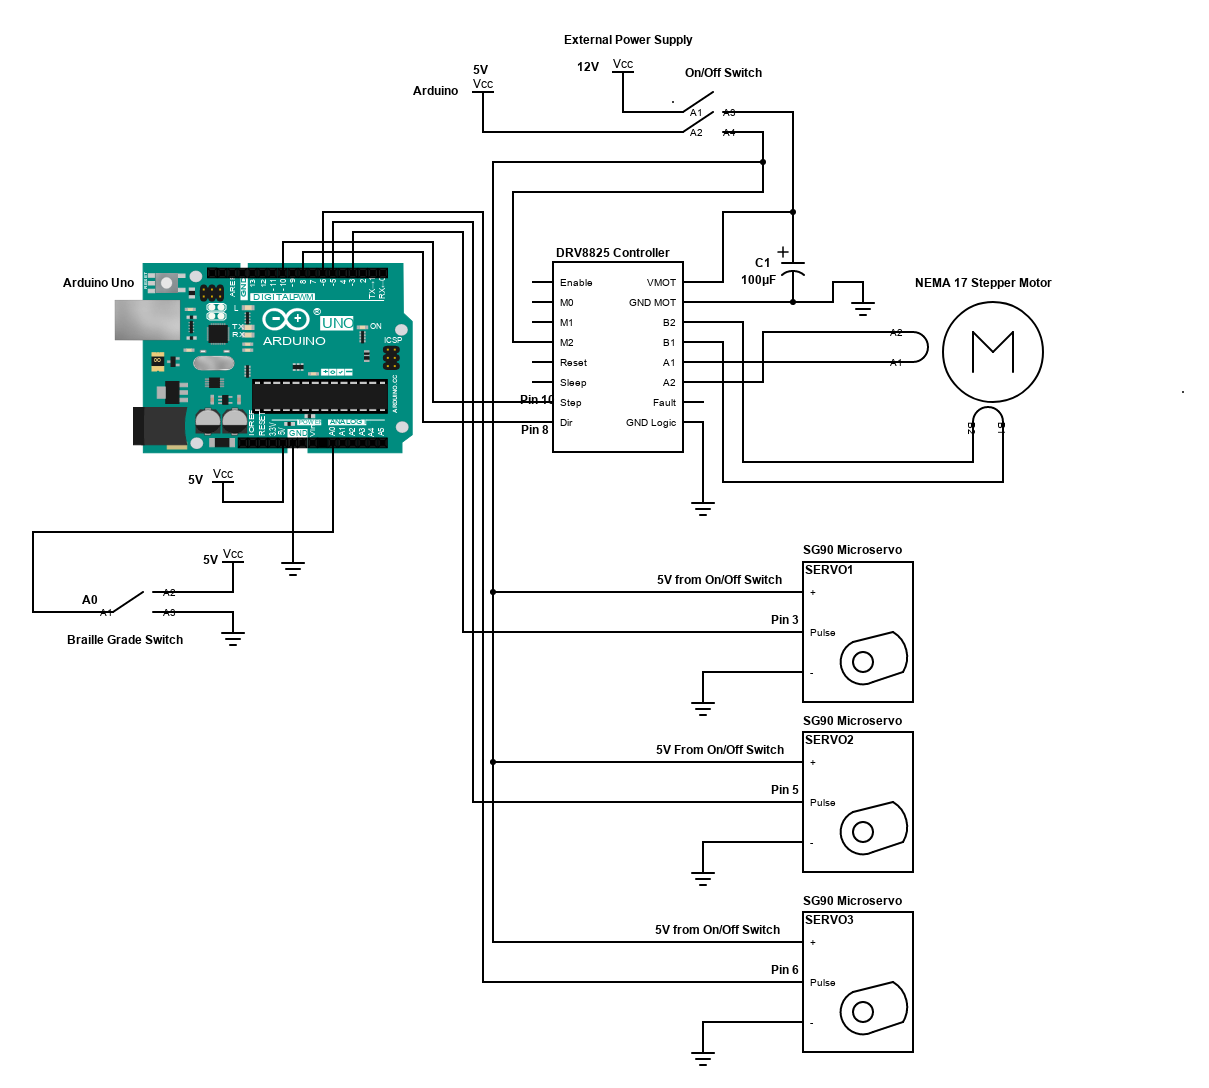 External Power Supply
12V
Vcc
On/Off Switch
5V
Vcc
Arduino
A1
A3
A2
A4
DRV8825 Controller
C1
100µF
Arduino Uno
NEMA 17 Stepper Motor
Enable
VMOT
M0
GND MOT
M1
B2
M2
B1
Reset
A1
Sleep
A2
Step
Fault
Dir
GND Logic
Pin 10
Pin 8
A2
A1
B2
B1
GND
13
12
~11
~10
~9
8
7
~6
~5
4
~3
2
TX→1
RX←0
DIGITAL
PWM
L
TX
RX
UNO
®
ON
ARDUINO
ICSP
ARDUINO.CC
IOREF
RESET
3.3V
5V
GND
Vin
POWER
ANALOG
A0
A1
A2
A3
A4
A5
5V
Vcc
5V
Vcc
A0
A1
A2
A3
Braille Grade Switch
SG90 Microservo
SERVO1
5V from On/Off Switch
+
Pin 3
Pulse
-
SG90 Microservo
SERVO2
5V From On/Off Switch
+
Pin 5
Pulse
-
SG90 Microservo
SERVO3
5V from On/Off Switch
+
Pin 6
Pulse
-